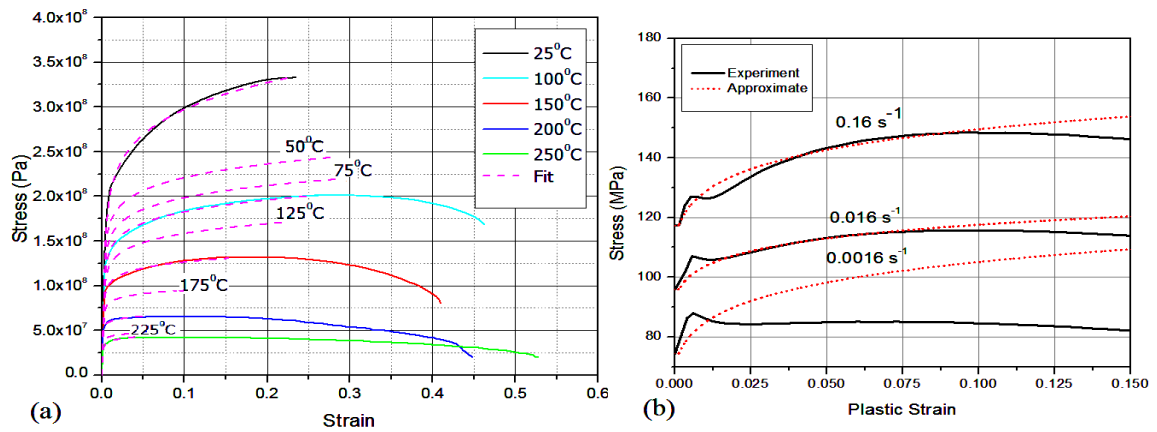 4.0x10⁸
3.5x10⁸
3.0x10⁸
2.5x10⁸
2.0x10⁸
1.5x10⁸
1.0x10⁸
5.0x10⁷
0.0
Stress (Pa)
0.0 0.1 0.2 0.3 0.4 0.5 0.6
Strain
(a)
25⁰C
100⁰C
150⁰C
200⁰C
250⁰C
Fit
50⁰C
75⁰C
125⁰C
175⁰C
225⁰C
180
160
140
120
100
80
Stress (MPa)
0.000 0.025 0.050 0.075 0.100 0.125 0.150
Plastic Strain
(b)
Experiment
Approximate
0.16 s⁻¹
0.016 s⁻¹
0.0016 s⁻¹